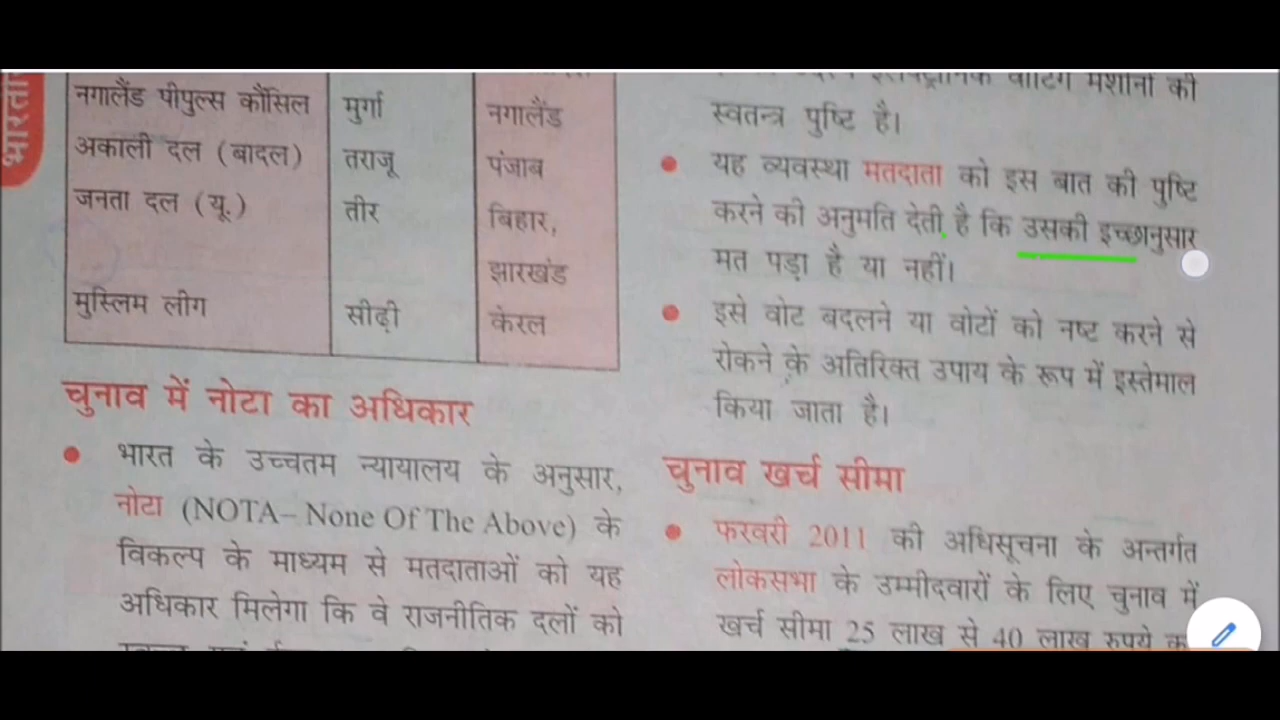 भारतीय
नगालैंड पीपुल्स कौंसिल मुर्गा नगालैंड
अकाली दल (बादल) तराजू पंजाब
जनता दल (यू.) तीर बिहार,
झारखंड
मुस्लिम लीग सीढ़ी केरल
चुनाव में नोटा का अधिकार
भारत के उच्चतम न्यायालय के अनुसार,
नोटा (NOTA– None Of The Above) के
विकल्प के माध्यम से मतदाताओं को यह
अधिकार मिलेगा कि वे राजनीतिक दलों को
इलेक्ट्रॉनिक वोटिंग मशीनों की
स्वतन्त्र पुष्टि है।
यह व्यवस्था मतदाता को इस बात की पुष्टि
करने की अनुमति देती है कि उसकी इच्छानुसार
मत पड़ा है या नहीं।
इसे वोट बदलने या वोटों को नष्ट करने से
रोकने के अतिरिक्त उपाय के रूप में इस्तेमाल
किया जाता है।
चुनाव खर्च सीमा
फरवरी 2011 की अधिसूचना के अन्तर्गत
लोकसभा के उम्मीदवारों के लिए चुनाव में
खर्च सीमा 25 लाख से 40 लाख रुपये